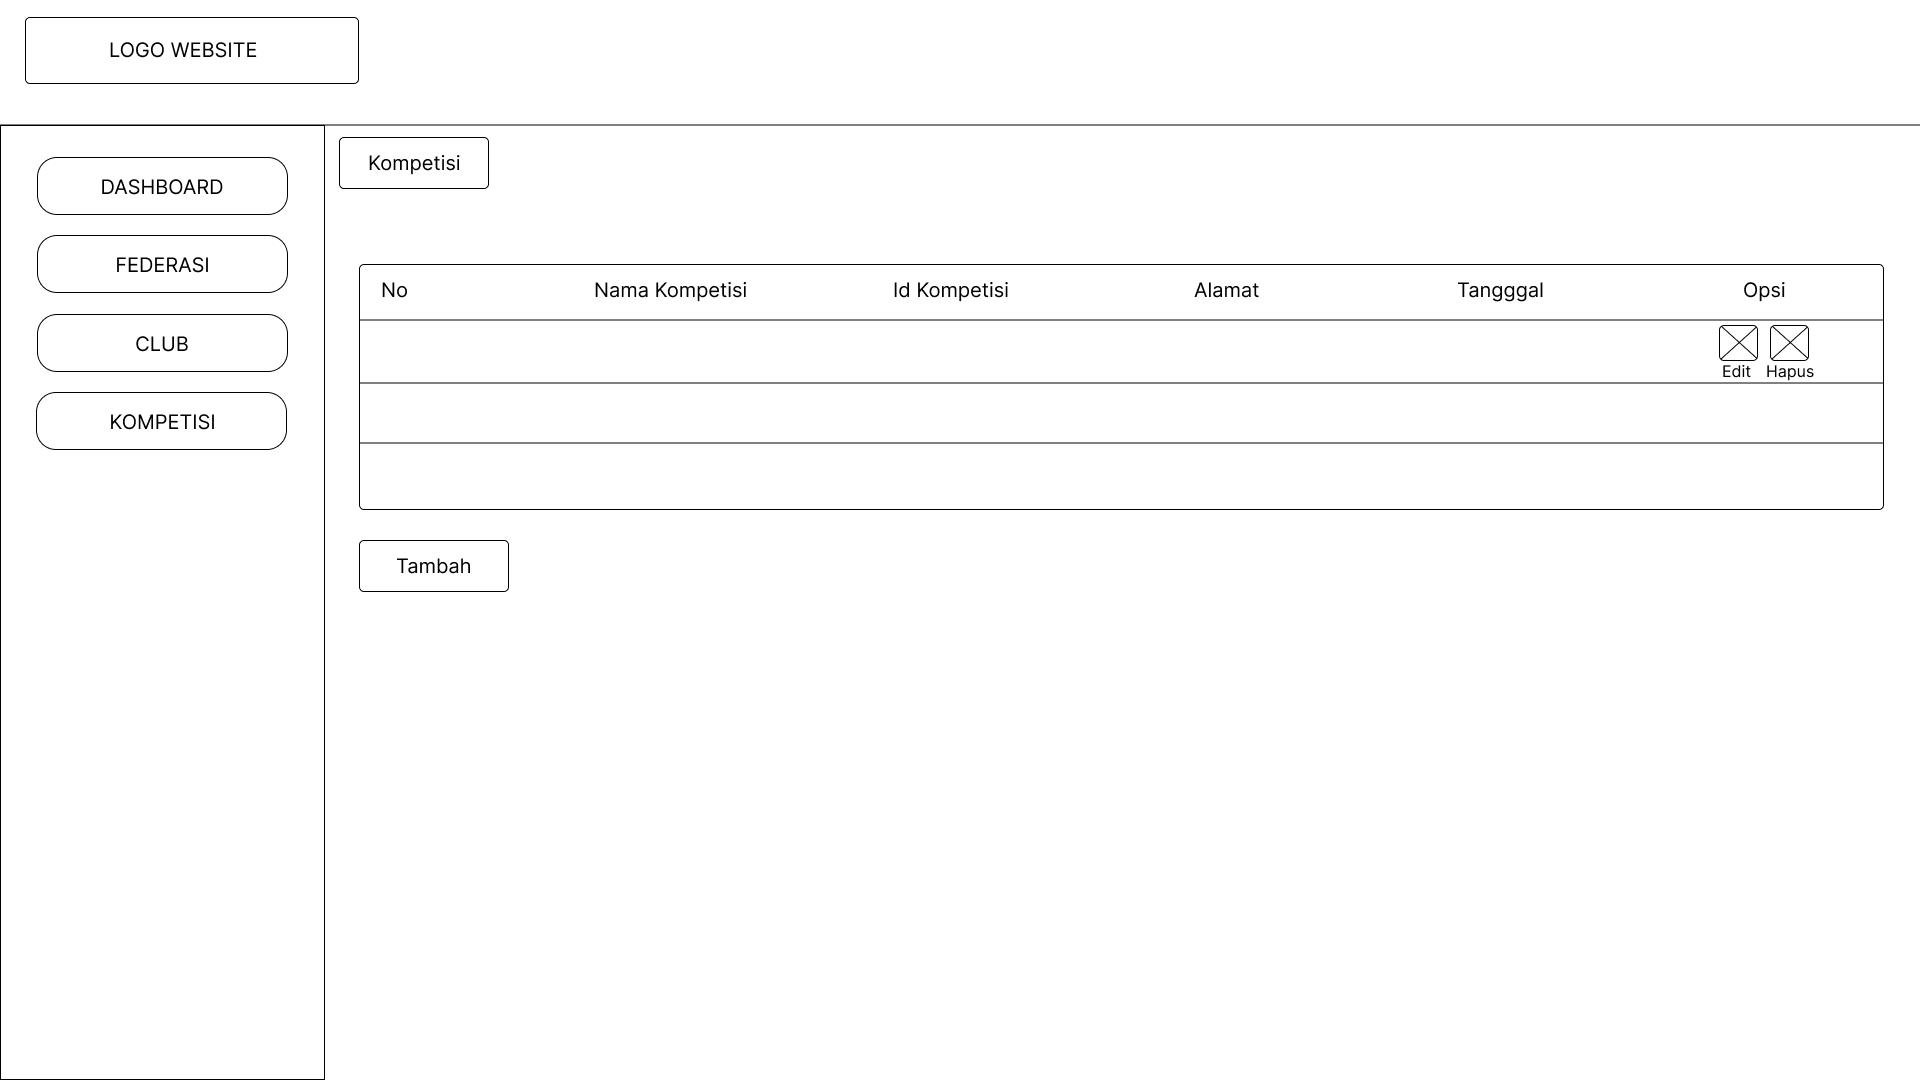 LOGO WEBSITE
DASHBOARD
FEDERASI
CLUB
KOMPETISI
Kompetisi
No Nama Kompetisi Id Kompetisi Alamat Tangggal Opsi
Edit Hapus
Tambah